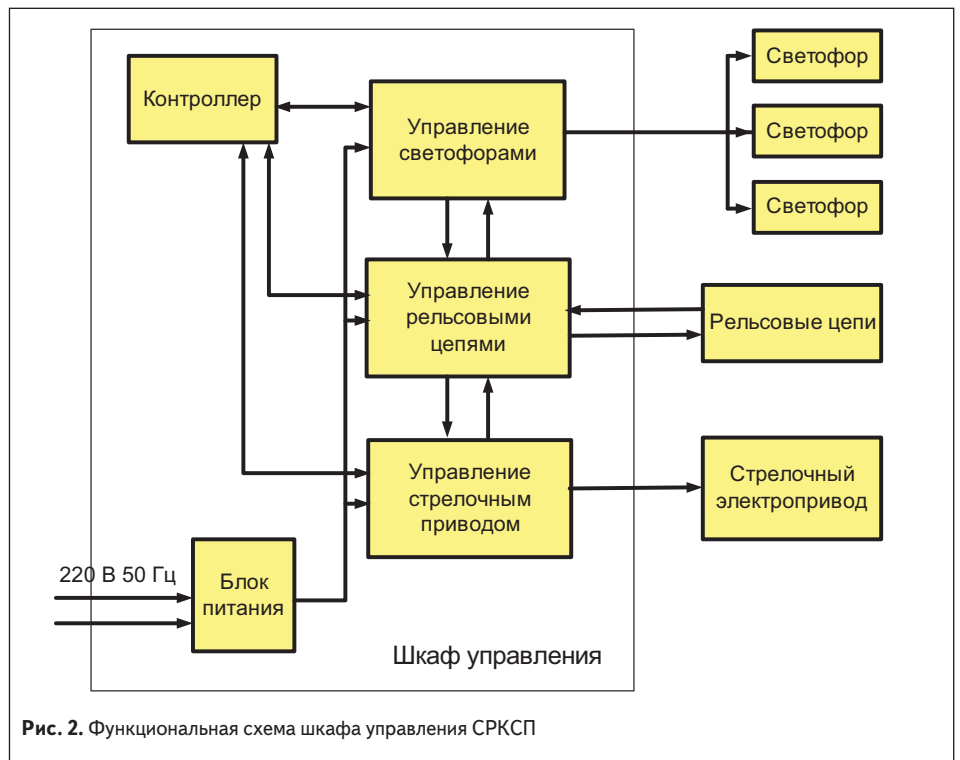 Контроллер
Управление
светофорами
Светофор
Светофор
Светофор
Управление
рельсовыми
цепями
Рельсовые цепи
Управление
стрелочным
приводом
Стрелочный
электропривод
220 В 50 Гц
Блок
питания
Шкаф управления
Рис. 2. Функциональная схема шкафа управления СРКСП